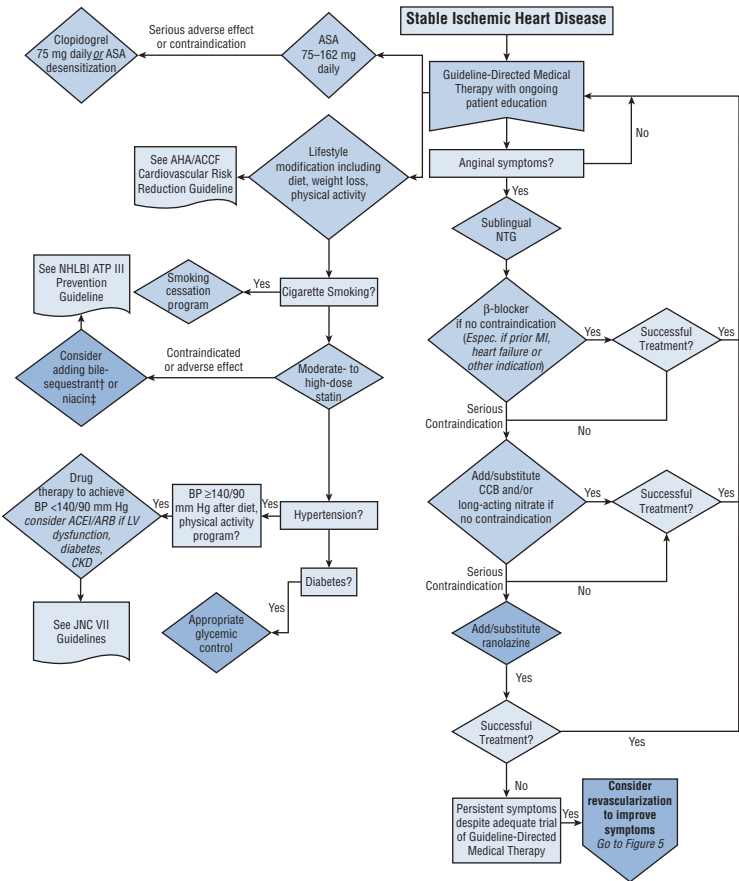 Stable Ischemic Heart Disease
Clopidogrel
75 mg daily or ASA
desensitization
Serious adverse effect
or contraindication
ASA
75–162 mg
daily
Guideline-Directed Medical
Therapy with ongoing
patient education
No
See AHA/ACCF
Cardiovascular Risk
Reduction Guideline
Lifestyle
modification including
diet, weight loss,
physical activity
Anginal symptoms?
Yes
Sublingual
NTG
See NHLBI ATP III
Prevention
Guideline
Smoking
cessation
program
Yes
Cigarette Smoking?
β-blocker
if no contraindication
(Espec. if prior MI,
heart failure or
other indication)
Yes
Successful
Treatment?
Yes
Consider
adding bile-
sequestrant† or
niacin‡
Contraindicated
or adverse effect
Moderate- to
high-dose
statin
Serious
Contraindication
No
Drug
therapy to achieve
BP <140/90 mm Hg
consider ACEI/ARB if LV
dysfunction,
diabetes,
CKD
Yes
BP ≥140/90
mm Hg after diet,
physical activity
program?
Yes
Hypertension?
Add/substitute
CCB and/or
long-acting nitrate if
no contraindication
Yes
Successful
Treatment?
Yes
Serious
Contraindication
No
See JNC VII
Guidelines
Appropriate
glycemic
control
Yes
Diabetes?
Add/substitute
ranolazine
Yes
Successful
Treatment?
Yes
No
Persistent symptoms
despite adequate trial
of Guideline-Directed
Medical Therapy
Yes
Consider
revascularization
to improve
symptoms
Go to Figure 5